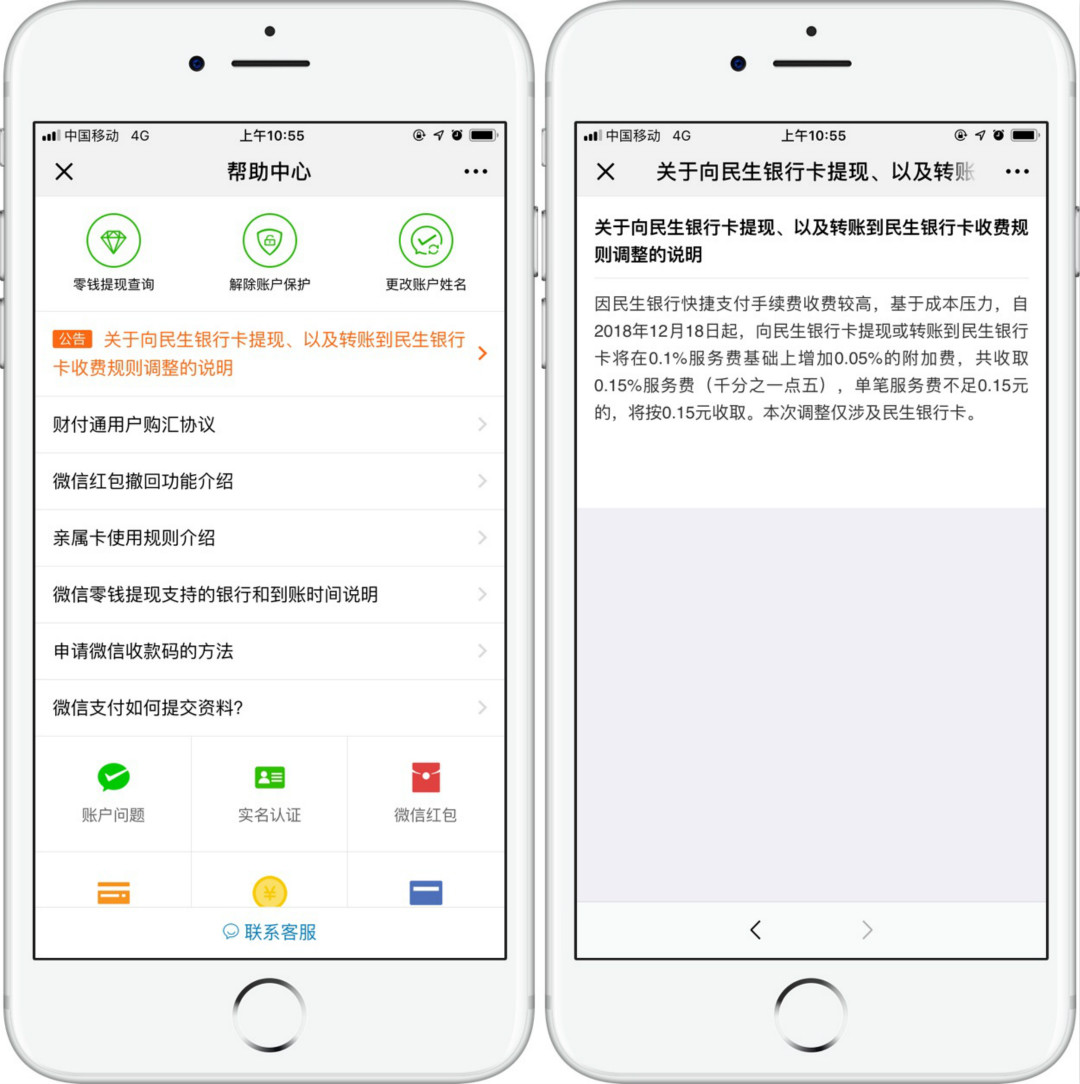 中国移动 4G 上午10:55
帮助中心
零钱提现查询 解除账户保护 更改账户姓名
公告 关于向民生银行卡提现、以及转账到民生银行
卡收费规则调整的说明
财付通用户购汇协议
微信红包撤回功能介绍
亲属卡使用规则介绍
微信零钱提现支持的银行和到账时间说明
申请微信收款码的方法
微信支付如何提交资料?
账户问题 实名认证 微信红包
¥
联系客服
中国移动 4G 上午10:55
关于向民生银行卡提现、以及转账
关于向民生银行卡提现、以及转账到民生银行卡收费规
则调整的说明
因民生银行快捷支付手续费收费较高，基于成本压力，自
2018年12月18日起，向民生银行卡提现或转账到民生银行
卡将在0.1%服务费基础上增加0.05%的附加费，共收取
0.15%服务费（千分之一点五），单笔服务费不足0.15元
的，将按0.15元收取。本次调整仅涉及民生银行卡。